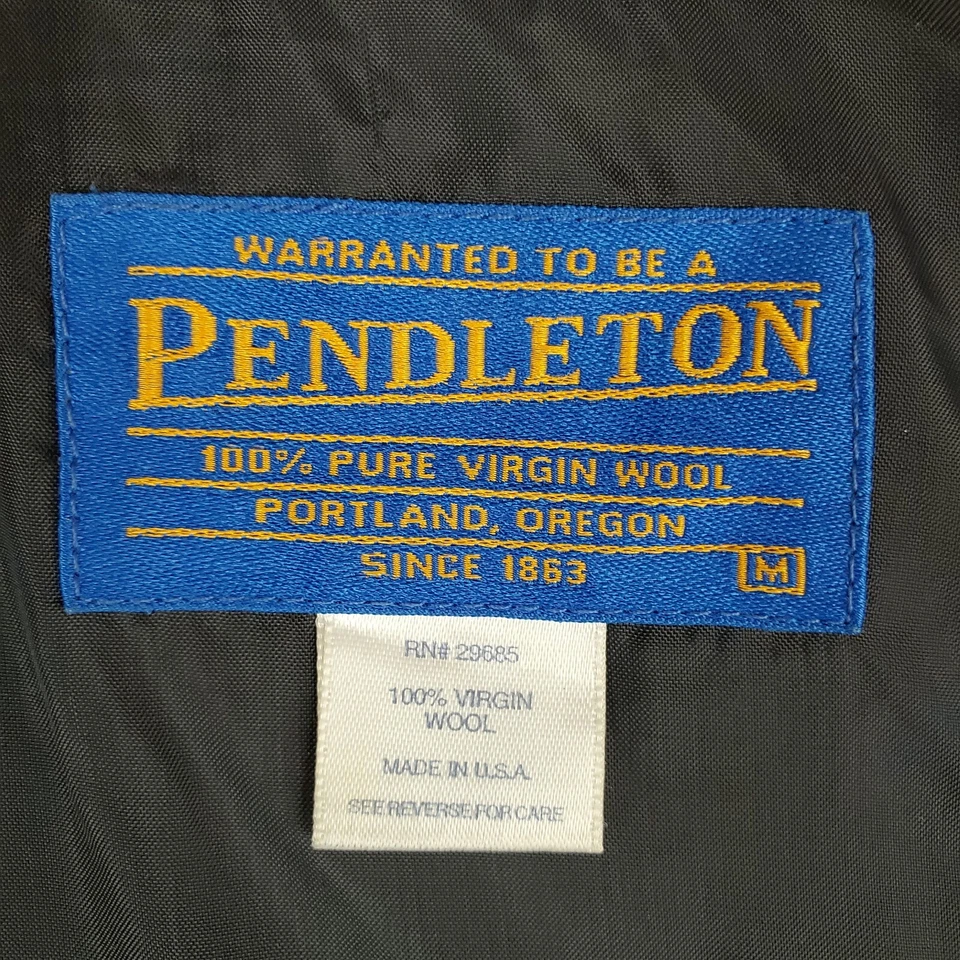 WARRANTED TO BE A
PENDLETON
100% PURE VIRGIN WOOL
PORTLAND, OREGON
SINCE 1863
M
RN# 29685
100% VIRGIN
WOOL
MADE IN U.S.A.
SEE REVERSE FOR CARE